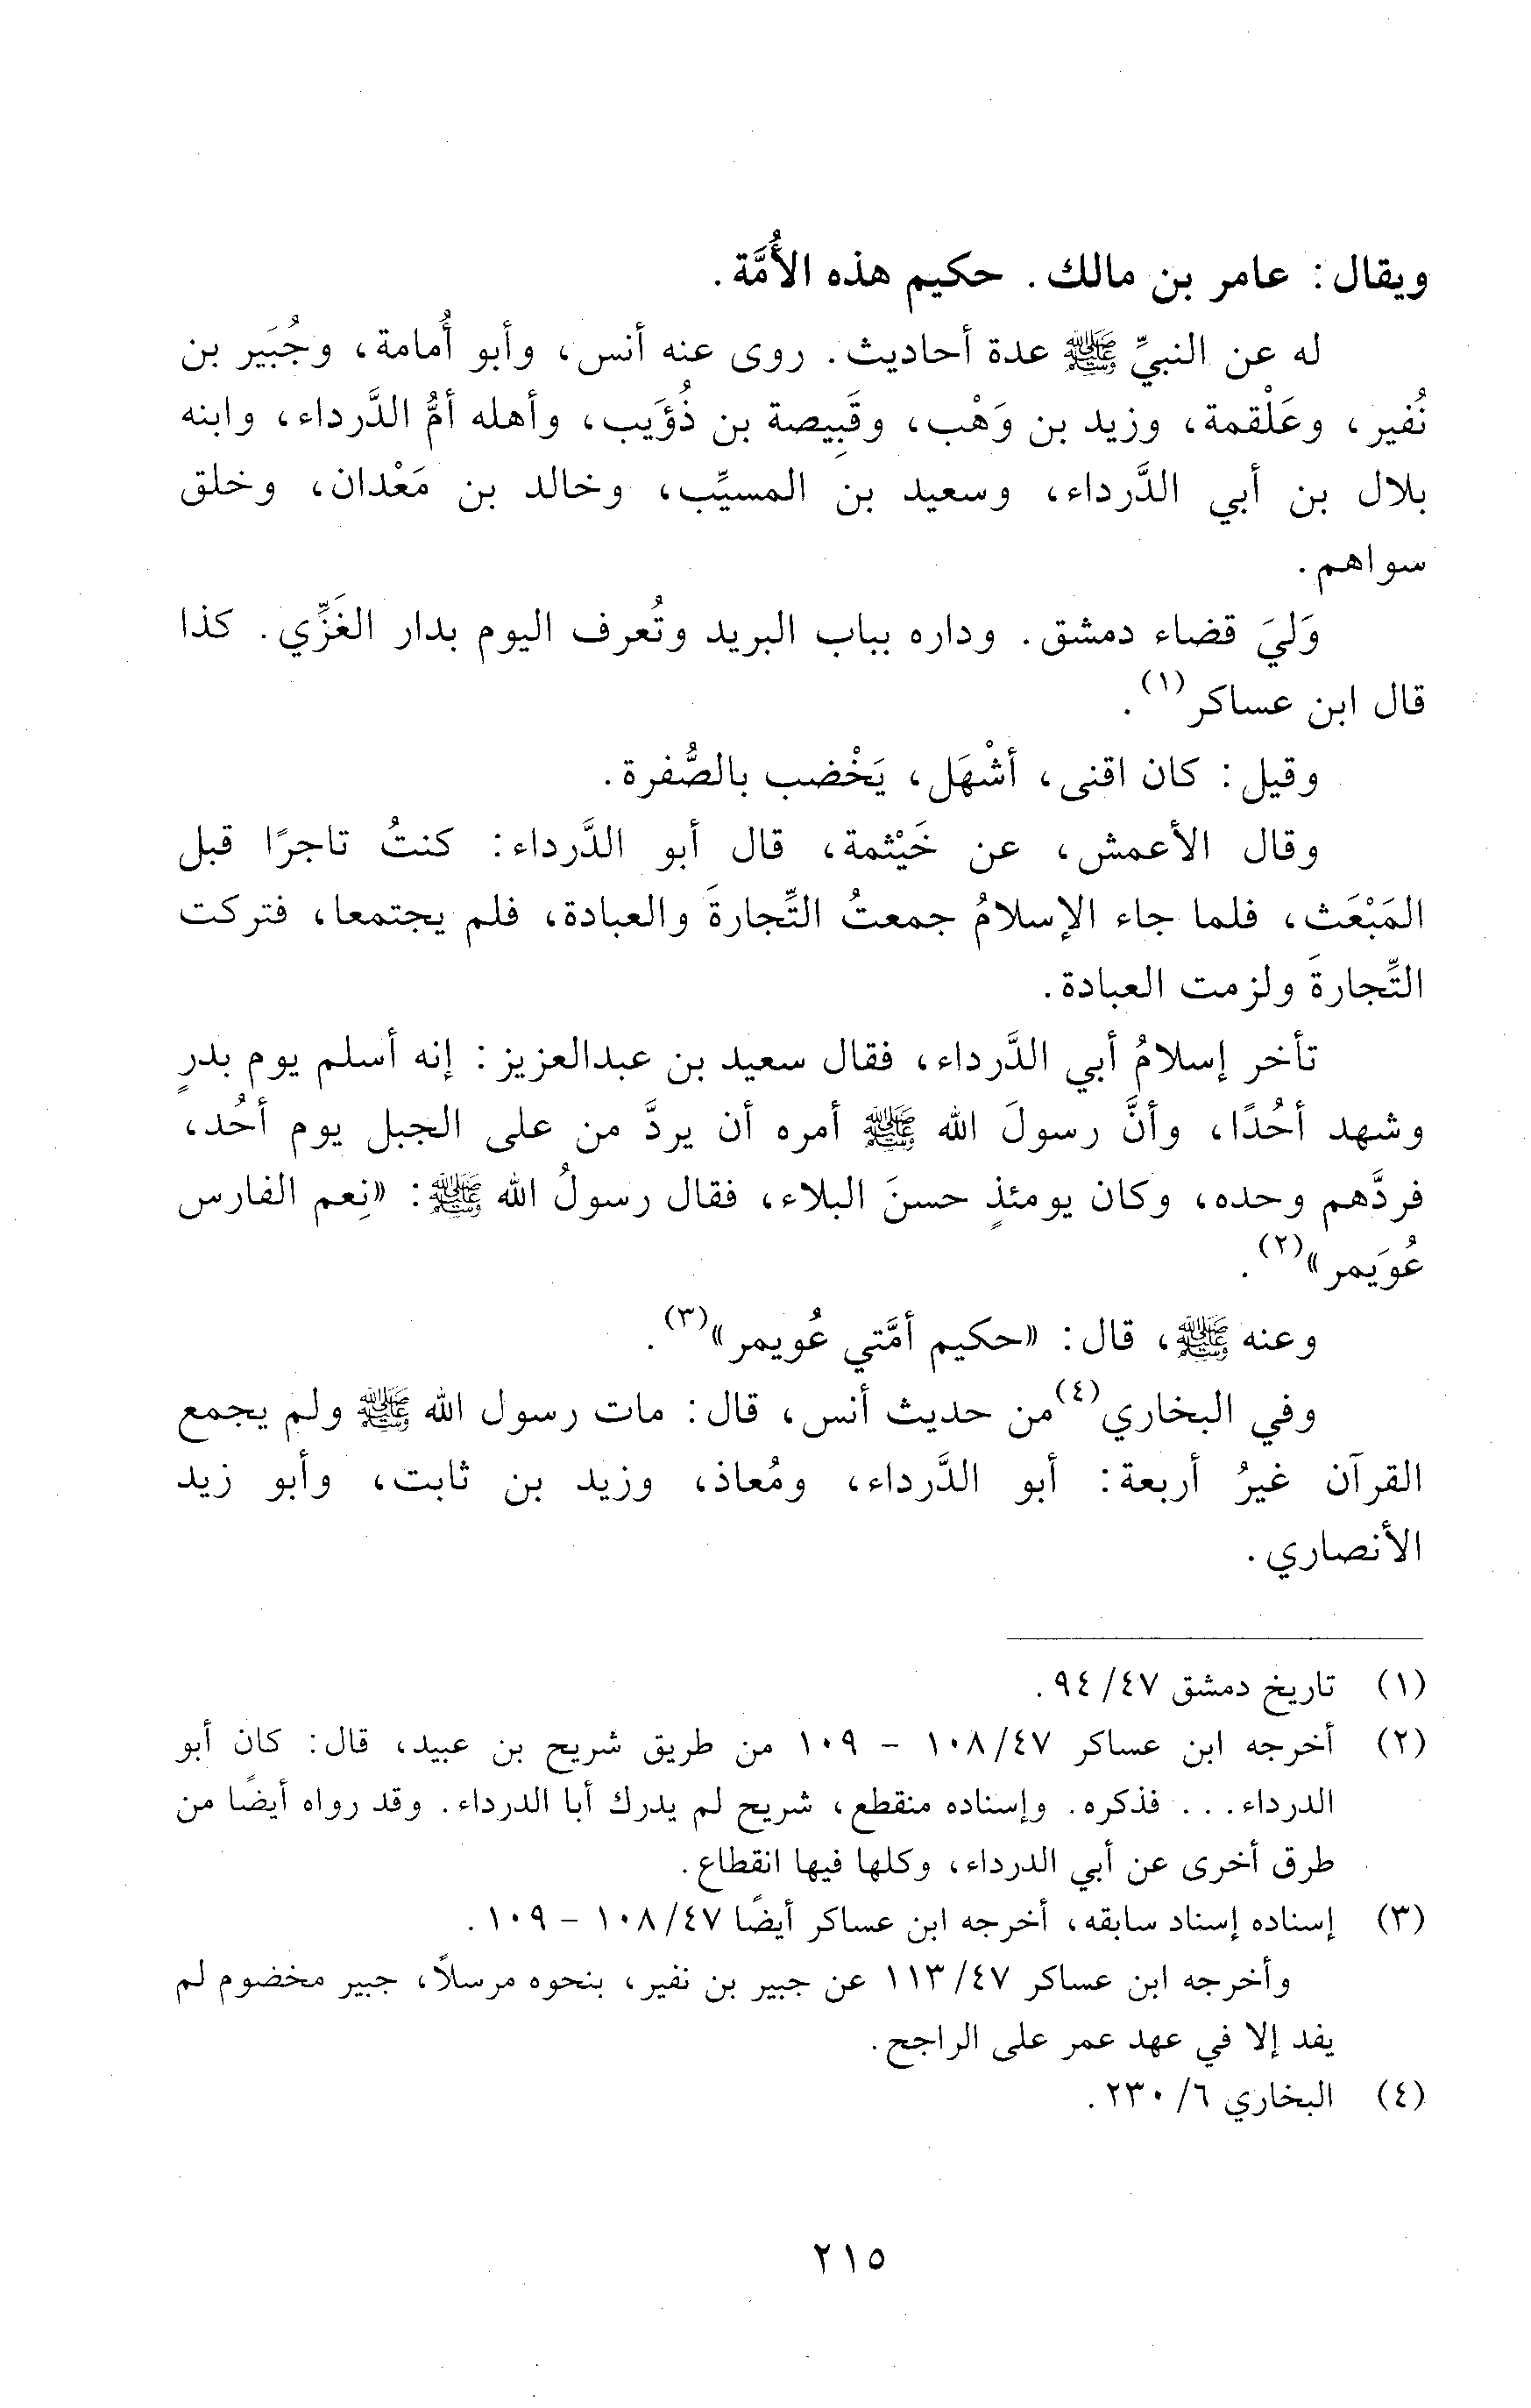 ويقال: عامر بن مالك. حكيم هذه الأُمَّة.
له عن النبيِّ ﷺ عدة أحاديث. روى عنه أنس، وأبو أُمامة، وجُبَير بن
نُفير، وعَلْقمة، وزيد بن وَهْب، وقَبِيصة بن ذُؤَيب، وأهله أمُّ الدَّرداء، وابنه
بلال بن أبي الدَّرداء، وسعيد بن المسيِّب، وخالد بن مَعْدان، وخلق
سواهم.
وَليَ قضاء دمشق. وداره بباب البريد وتُعرف اليوم بدار الغَزِّي. كذا
قال ابن عساكر(١).
وقيل: كان اقنى، أشْهَل، يَخْضب بالصُّفرة.
وقال الأعمش، عن خَيْثمة، قال أبو الدَّرداء: كنتُ تاجرًا قبل
المَبْعَث، فلما جاء الإسلامُ جمعتُ التِّجارةَ والعبادة، فلم يجتمعا، فتركت
التِّجارةَ ولزمت العبادة.
تأخر إسلامُ أبي الدَّرداء، فقال سعيد بن عبدالعزيز: إنه أسلم يوم بدرٍ
وشهد أحُدًا، وأنَّ رسولَ الله ﷺ أمره أن يردَّ من على الجبل يوم أحُد،
فردَّهم وحده، وكان يومئذٍ حسنَ البلاء، فقال رسولُ الله ﷺ: «نِعم الفارس
عُوَيمر»(٢).
وعنه ﷺ، قال: «حكيم أمَّتي عُويمر»(٣).
وفي البخاري(٤) من حديث أنس، قال: مات رسول الله ﷺ ولم يجمع
القرآن غيرُ أربعة: أبو الدَّرداء، ومُعاذ، وزيد بن ثابت، وأبو زيد
الأنصاري.
(١) تاريخ دمشق ٤٧/ ٩٤.
(٢) أخرجه ابن عساكر ٤٧/ ١٠٨ - ١٠٩ من طريق شريح بن عبيد، قال: كان أبو
الدرداء... فذكره. وإسناده منقطع، شريح لم يدرك أبا الدرداء. وقد رواه أيضًا من
طرق أخرى عن أبي الدرداء، وكلها فيها انقطاع.
(٣) إسناده إسناد سابقه، أخرجه ابن عساكر أيضًا ٤٧/ ١٠٨ - ١٠٩.
وأخرجه ابن عساكر ٤٧/ ١١٣ عن جبير بن نفير، بنحوه مرسلاً، جبير مخضوم لم
يفد إلا في عهد عمر على الراجح.
(٤) البخاري ٦/ ٢٣٠.
٢١٥